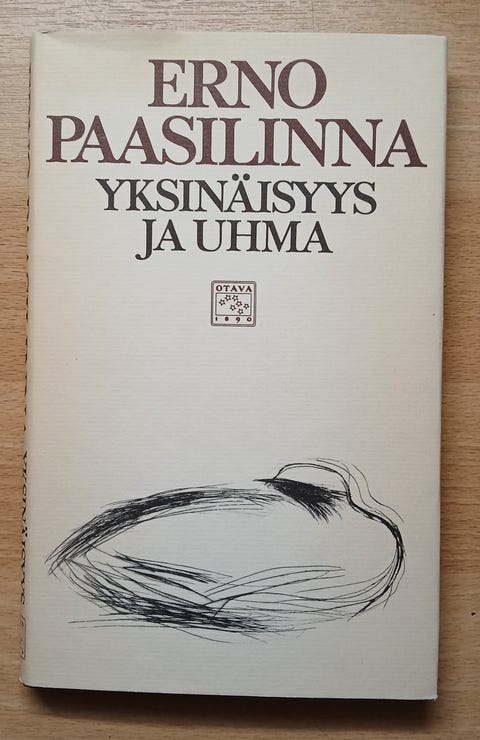 ERNO
PAASILINNA
YKSINÄISYYS
JA UHMA
OTAVA
1890